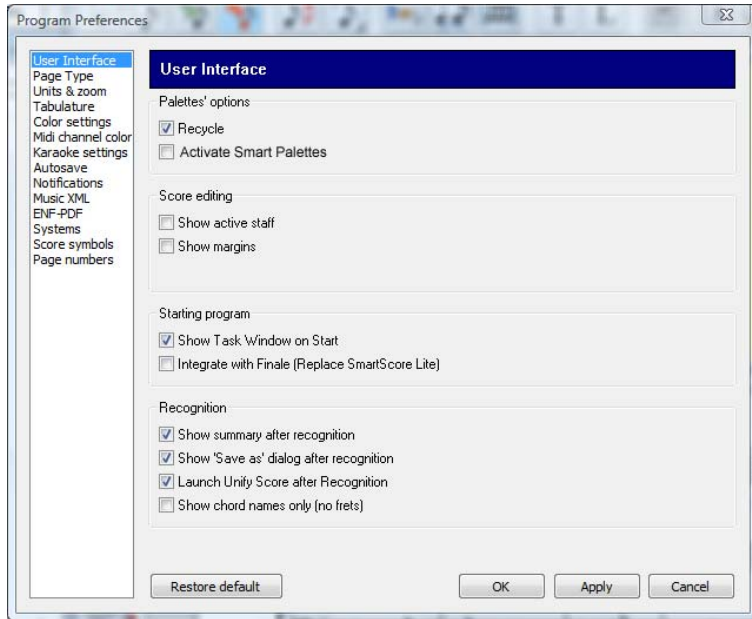 Program Preferences
User Interface
Page Type
Units & zoom
Tabulature
Color settings
Midi channel color
Karaoke settings
Autosave
Notifications
Music XML
ENF-PDF
Systems
Score symbols
Page numbers
User Interface
Palettes' options
Recycle
Activate Smart Palettes
Score editing
Show active staff
Show margins
Starting program
Show Task Window on Start
Integrate with Finale (Replace SmartScore Lite)
Recognition
Show summary after recognition
Show 'Save as' dialog after recognition
Launch Unify Score after Recognition
Show chord names only (no frets)
Restore default
OK
Apply
Cancel